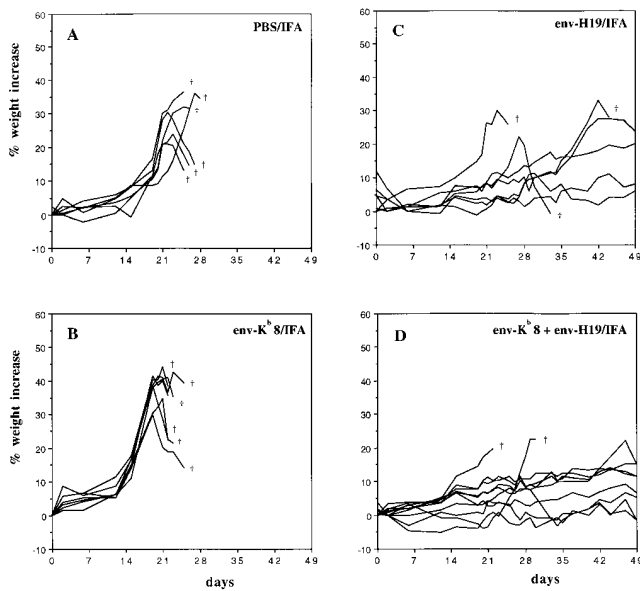 A
PBS/IFA
% weight increase
60
50
40
30
20
10
0
-10
0 7 14 21 28 35 42 49
† † † † † †
C
env-H19/IFA
60
50
40
30
20
10
0
-10
0 7 14 21 28 35 42 49
† † †
B
env-Kᵇ 8/IFA
% weight increase
60
50
40
30
20
10
0
-10
0 7 14 21 28 35 42 49
† † † † † †
days
D
env-Kᵇ 8 + env-H19/IFA
60
50
40
30
20
10
0
-10
0 7 14 21 28 35 42 49
† †
days